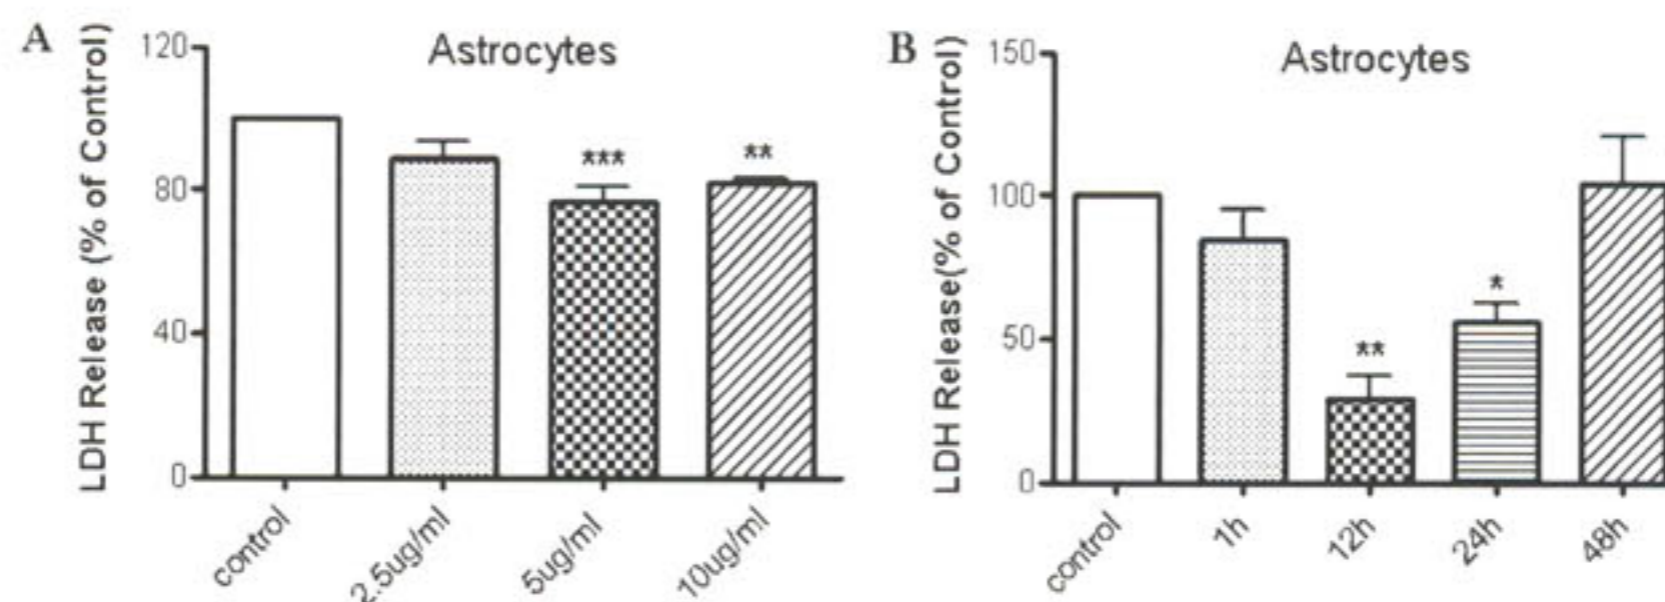 A
Astrocytes
LDH Release (% of Control)
120
80
40
0
***
**
control
2.5ug/ml
5ug/ml
10ug/ml
B
Astrocytes
LDH Release(% of Control)
150
100
50
0
**
*
control
1h
12h
24h
48h